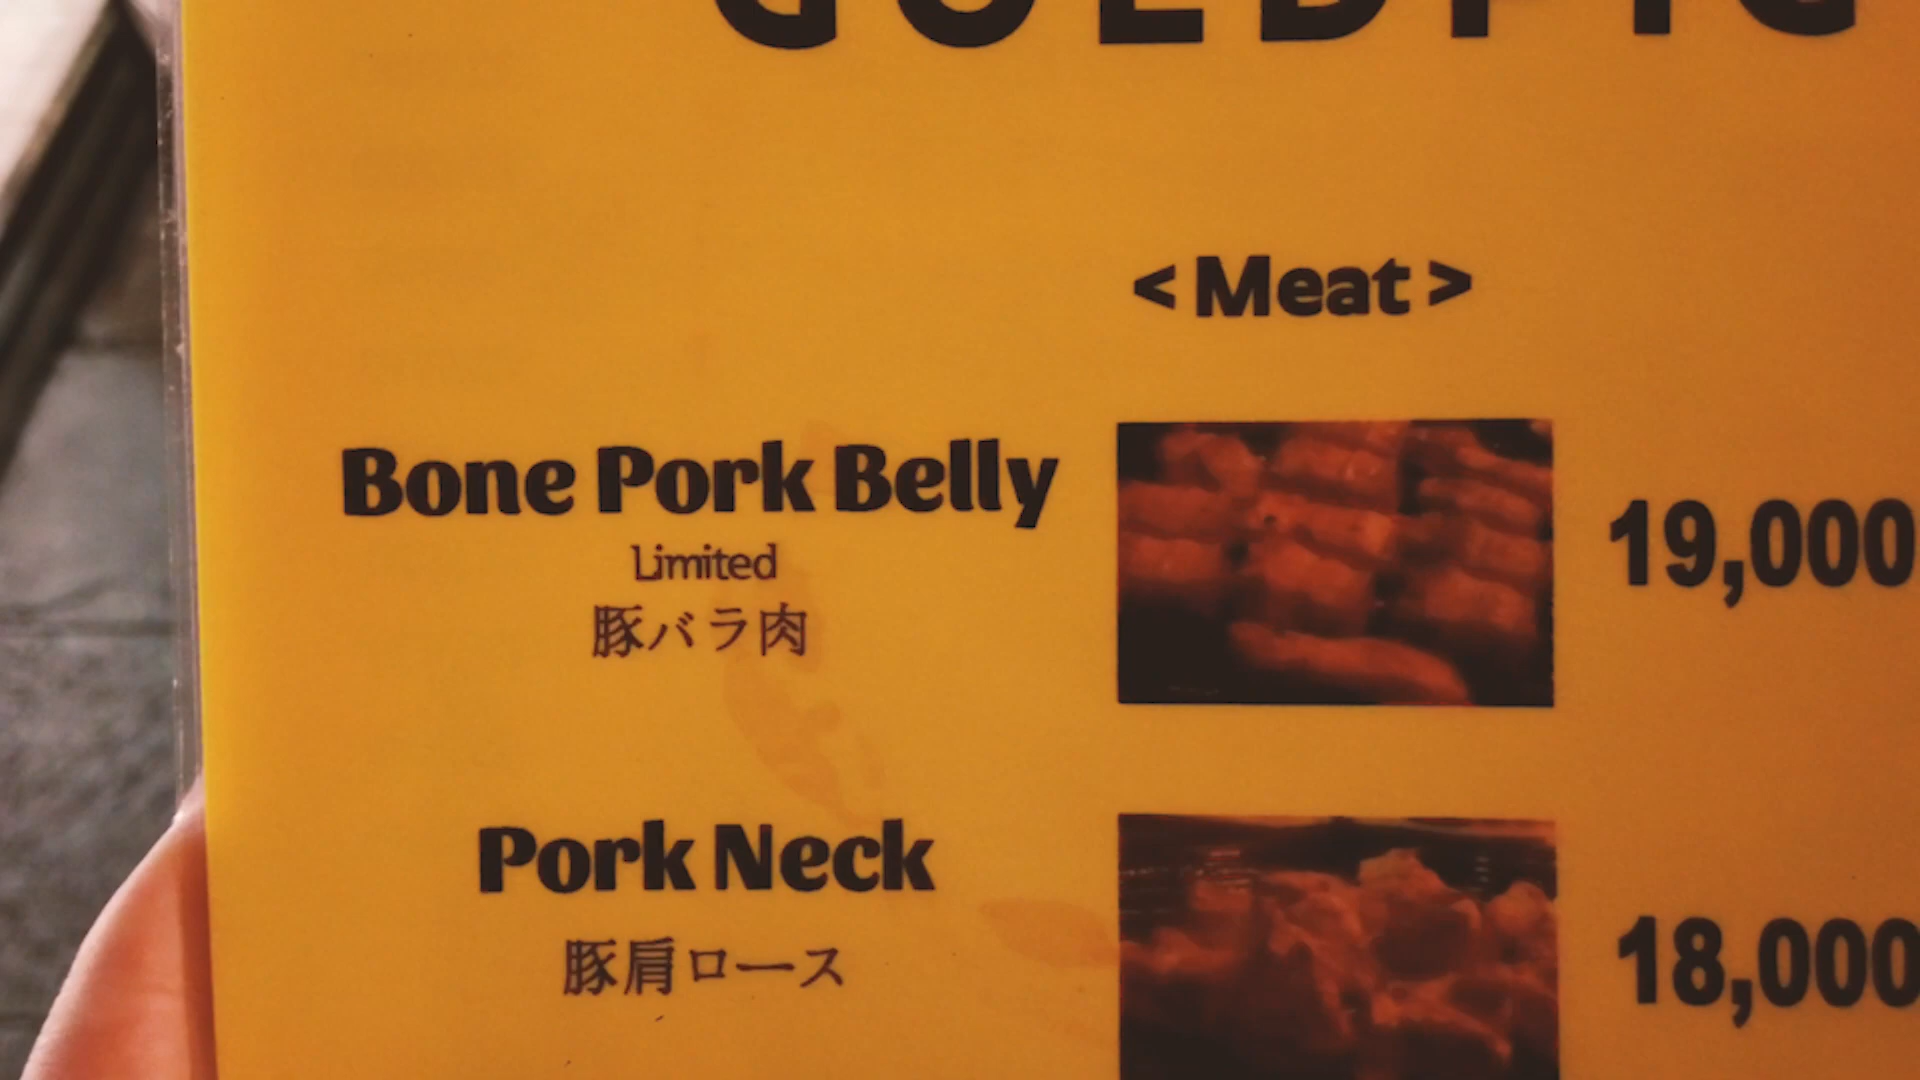 GOLDPIG
< Meat >
Bone Pork Belly
Limited
豚バラ肉
19,000
Pork Neck
豚肩ロース
18,000